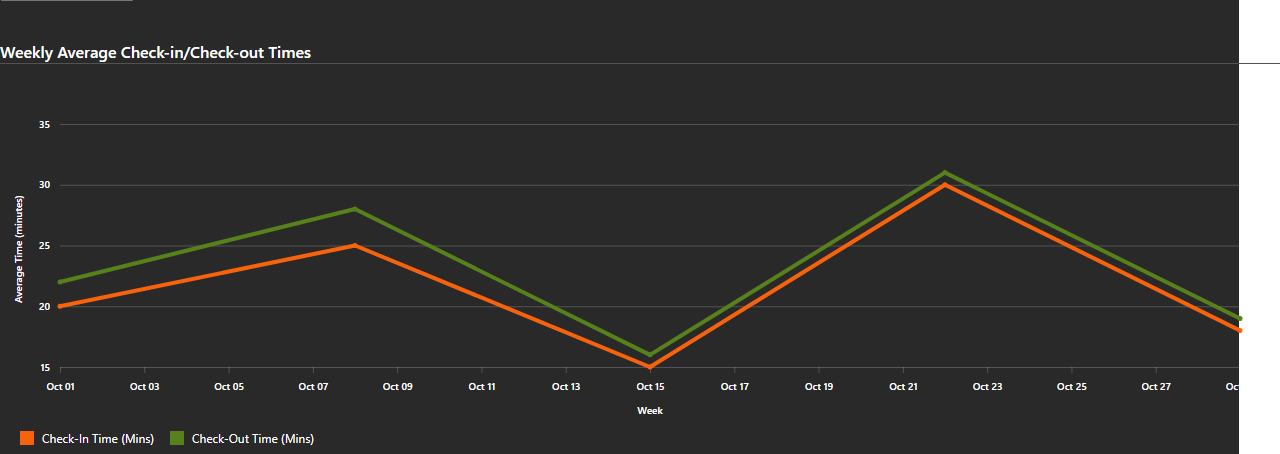 Weekly Average Check-in/Check-out Times
35
30
25
20
15
Average Time (minutes)
Oct 01 Oct 03 Oct 05 Oct 07 Oct 09 Oct 11 Oct 13 Oct 15 Oct 17 Oct 19 Oct 21 Oct 23 Oct 25 Oct 27 Oc
Week
Check-In Time (Mins) Check-Out Time (Mins)